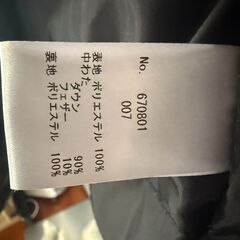 No. 670801
007
表地 ポリエステル 100%
中わた
ダウン 90%
フェザー 10%
裏地 ポリエステル 100%